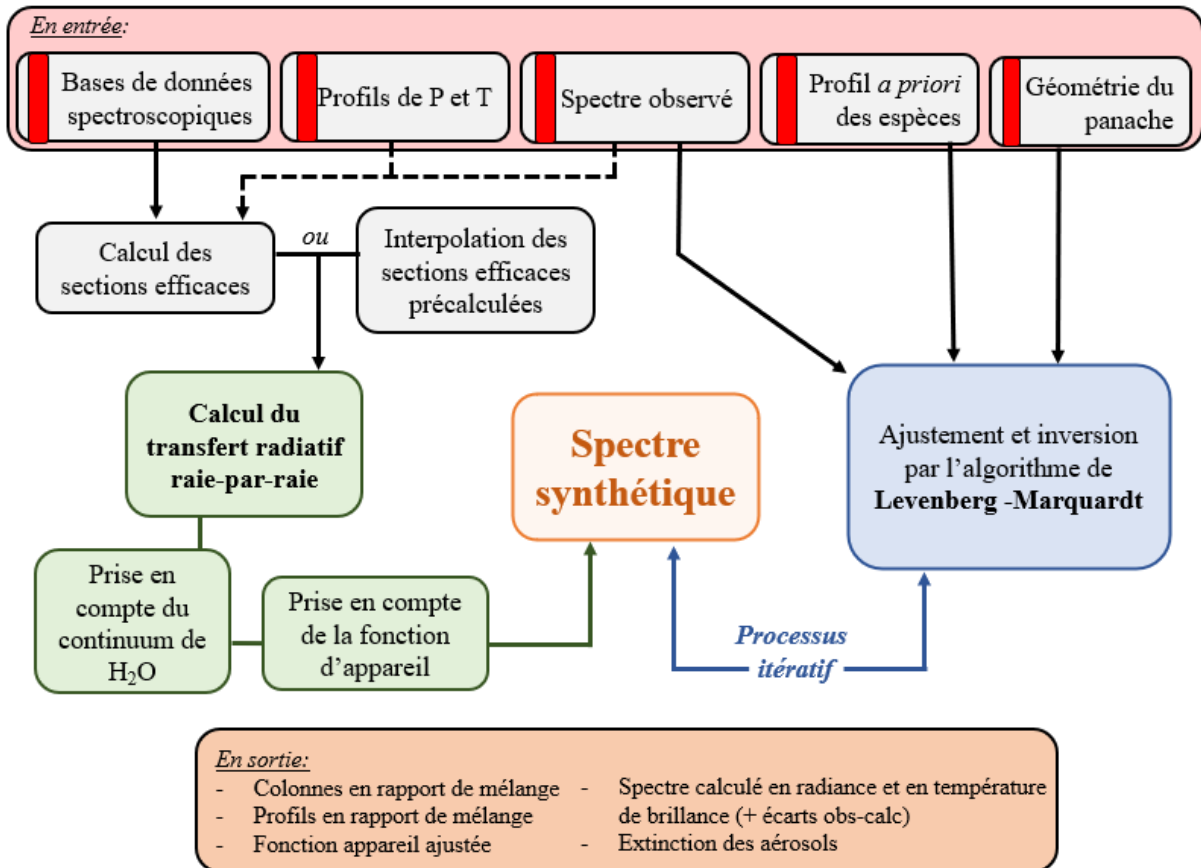 En entrée:
Bases de données
spectroscopiques
Profils de P et T
Spectre observé
Profil a priori
des espèces
Géométrie du
panache
Calcul des
sections efficaces
ou
Interpolation des
sections efficaces
précalculées
Calcul du
transfert radiatif
raie-par-raie
Spectre
synthétique
Ajustement et inversion
par l’algorithme de
Levenberg -Marquardt
Prise en
compte du
continuum de
H₂O
Prise en compte
de la fonction
d’appareil
Processus
itératif
En sortie:
- Colonnes en rapport de mélange
- Profils en rapport de mélange
- Fonction appareil ajustée
- Spectre calculé en radiance et en température
de brillance (+ écarts obs-calc)
- Extinction des aérosols